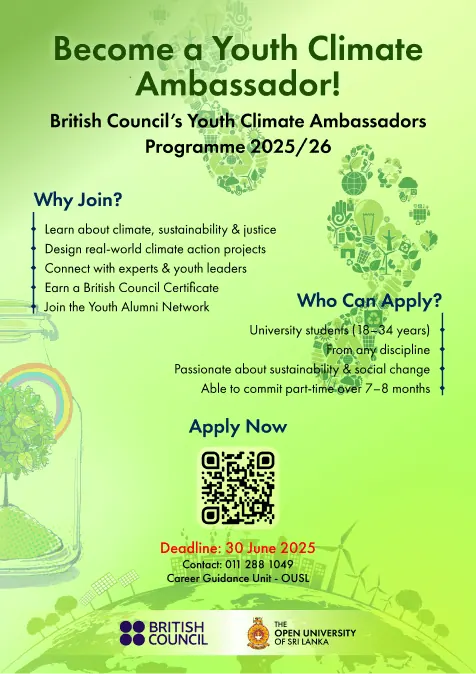 Become a Youth Climate
Ambassador!
British Council's Youth Climate Ambassadors
Programme 2025/26
Why Join?
Learn about climate, sustainability & justice
Design real-world climate action projects
Connect with experts & youth leaders
Earn a British Council Certificate
Join the Youth Alumni Network
Who Can Apply?
University students (18–34 years)
From any discipline
Passionate about sustainability & social change
Able to commit part-time over 7–8 months
Apply Now
Deadline: 30 June 2025
Contact: 011 288 1049
Career Guidance Unit - OUSL
BRITISH
COUNCIL
THE
OPEN UNIVERSITY
OF SRI LANKA